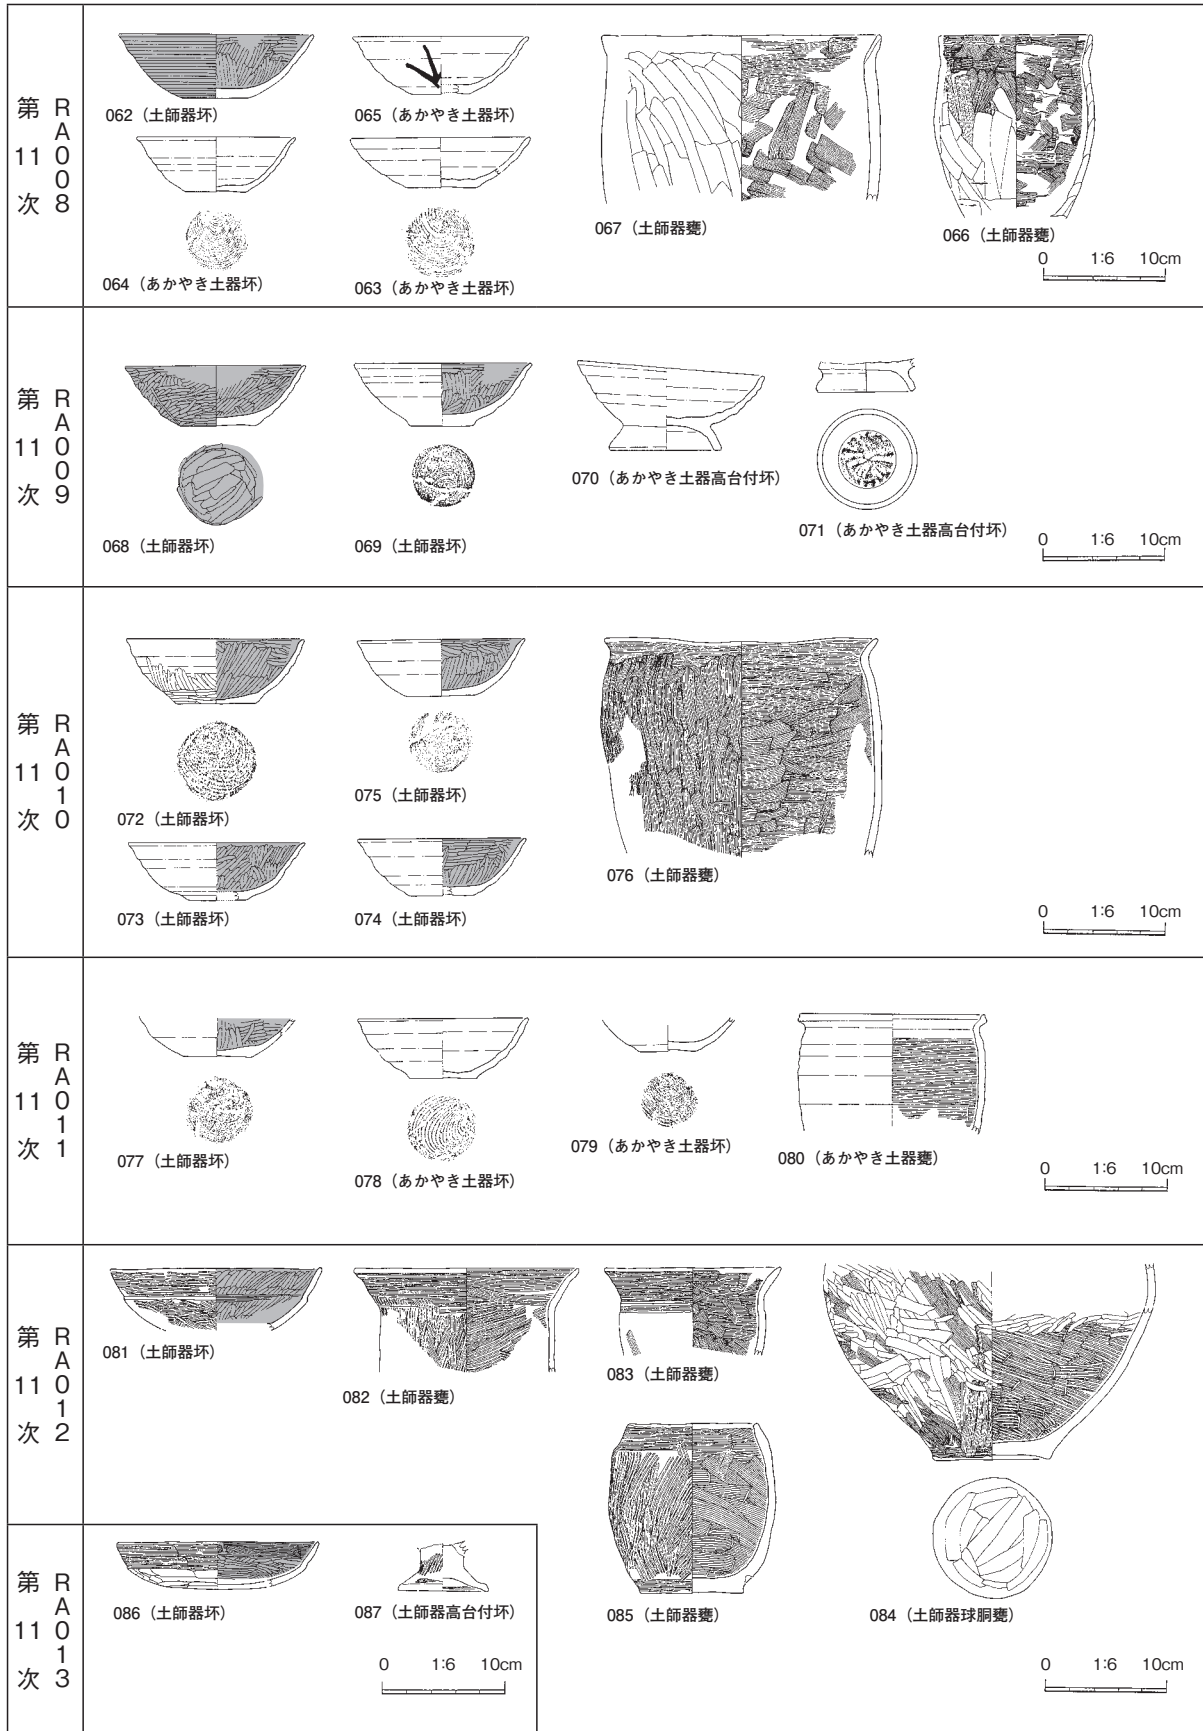 第11次 RA008
062（土師器坏）
065（あかやき土器坏）
064（あかやき土器坏）
063（あかやき土器坏）
067（土師器甕）
066（土師器甕）
0 1:6 10cm
第11次 RA009
068（土師器坏）
069（土師器坏）
070（あかやき土器高台付坏）
071（あかやき土器高台付坏）
0 1:6 10cm
第11次 RA010
072（土師器坏）
075（土師器坏）
073（土師器坏）
074（土師器坏）
076（土師器甕）
0 1:6 10cm
第11次 RA011
077（土師器坏）
078（あかやき土器坏）
079（あかやき土器坏）
080（あかやき土器甕）
0 1:6 10cm
第11次 RA012
081（土師器坏）
082（土師器甕）
083（土師器甕）
085（土師器甕）
084（土師器球胴甕）
0 1:6 10cm
第11次 RA013
086（土師器坏）
087（土師器高台付坏）
0 1:6 10cm